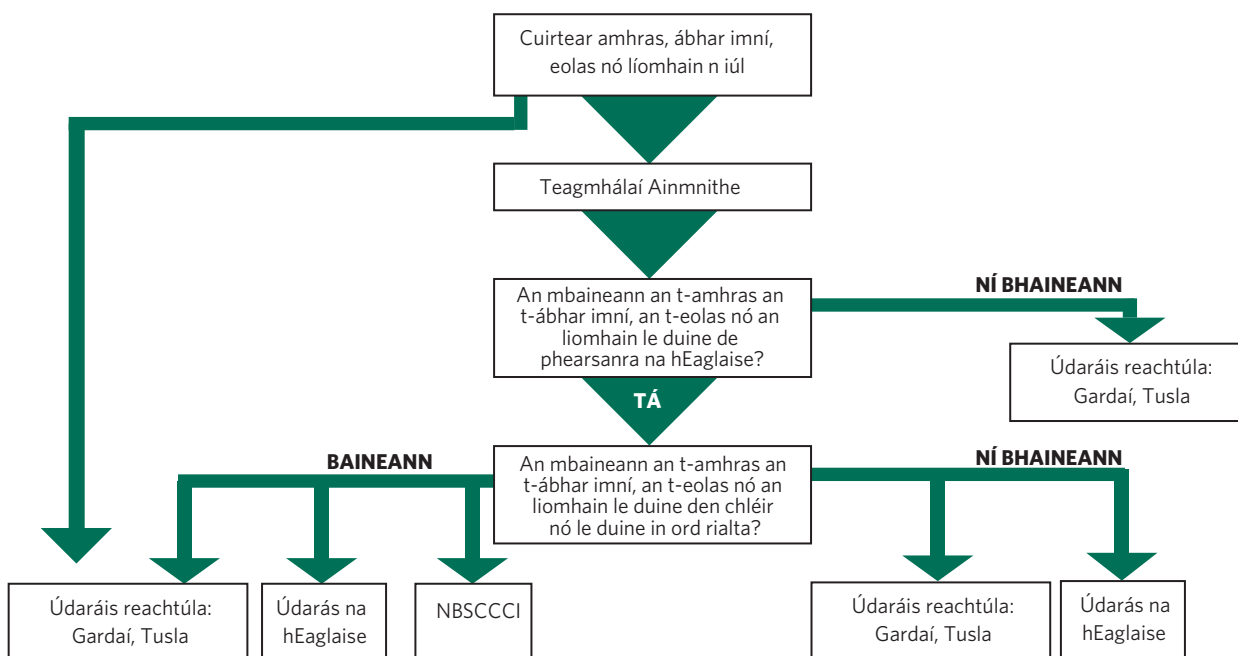 Cuirtear amhras, ábhar imní,
eolas nó líomhain n iúl
Teagmhálaí Ainmnithe
An mbaineann an t-amhras an
t-ábhar imní, an t-eolas nó an
liomhain le duine de
phearsanra na hEaglaise?
NÍ BHAINEANN
Údaráis reachtúla:
Gardaí, Tusla
TÁ
An mbaineann an t-amhras an
t-ábhar imní, an t-eolas nó an
liomhain le duine den chléir
nó le duine in ord rialta?
BAINEANN
NÍ BHAINEANN
Údaráis reachtúla:
Gardaí, Tusla
Údarás na
hEaglaise
NBSCCCI
Údaráis reachtúla:
Gardaí, Tusla
Údarás na
hEaglaise